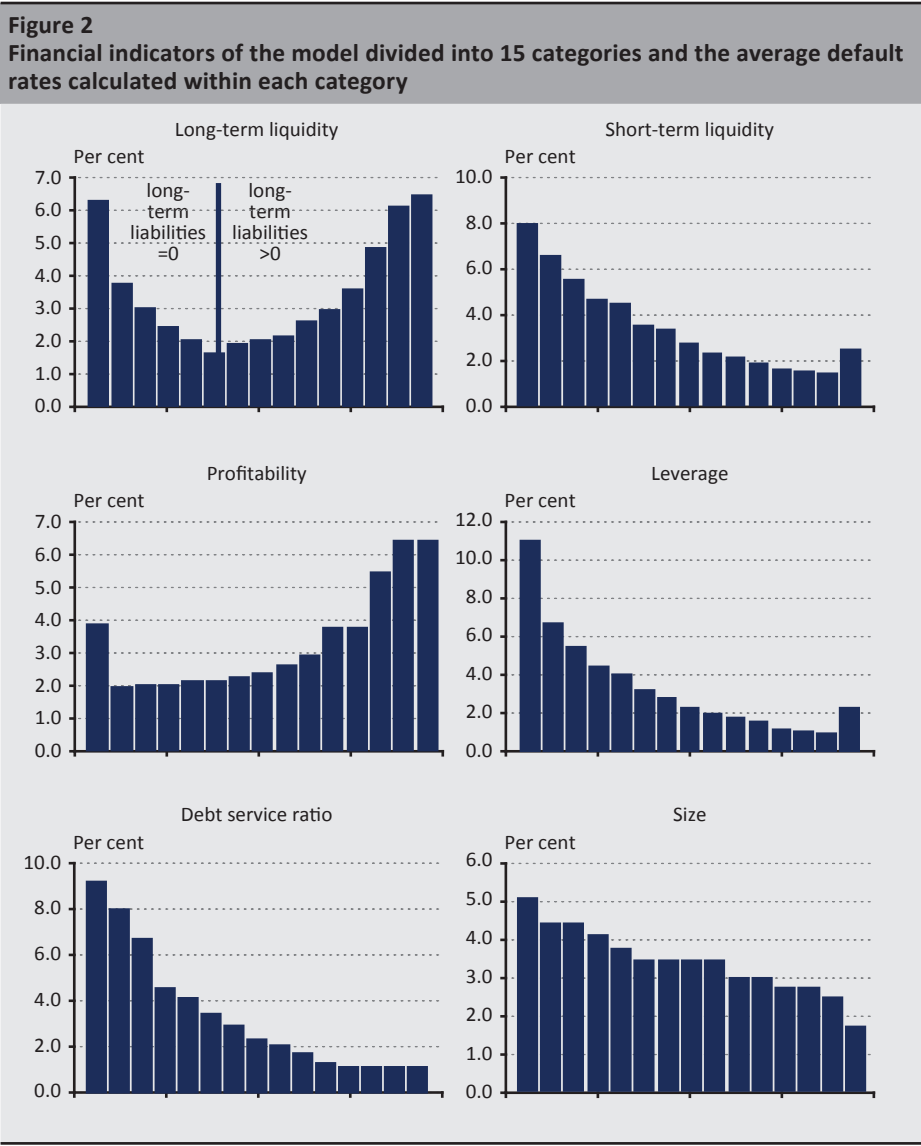 Figure 2
Financial indicators of the model divided into 15 categories and the average default
rates calculated within each category
Long-term liquidity
Per cent
7.0
6.0
5.0
4.0
3.0
2.0
1.0
0.0
long-
term
liabilities
=0
long-
term
liabilities
>0
Short-term liquidity
Per cent
10.0
8.0
6.0
4.0
2.0
0.0
Profitability
Per cent
7.0
6.0
5.0
4.0
3.0
2.0
1.0
0.0
Leverage
Per cent
12.0
10.0
8.0
6.0
4.0
2.0
0.0
Debt service ratio
Per cent
10.0
8.0
6.0
4.0
2.0
0.0
Size
Per cent
6.0
5.0
4.0
3.0
2.0
1.0
0.0